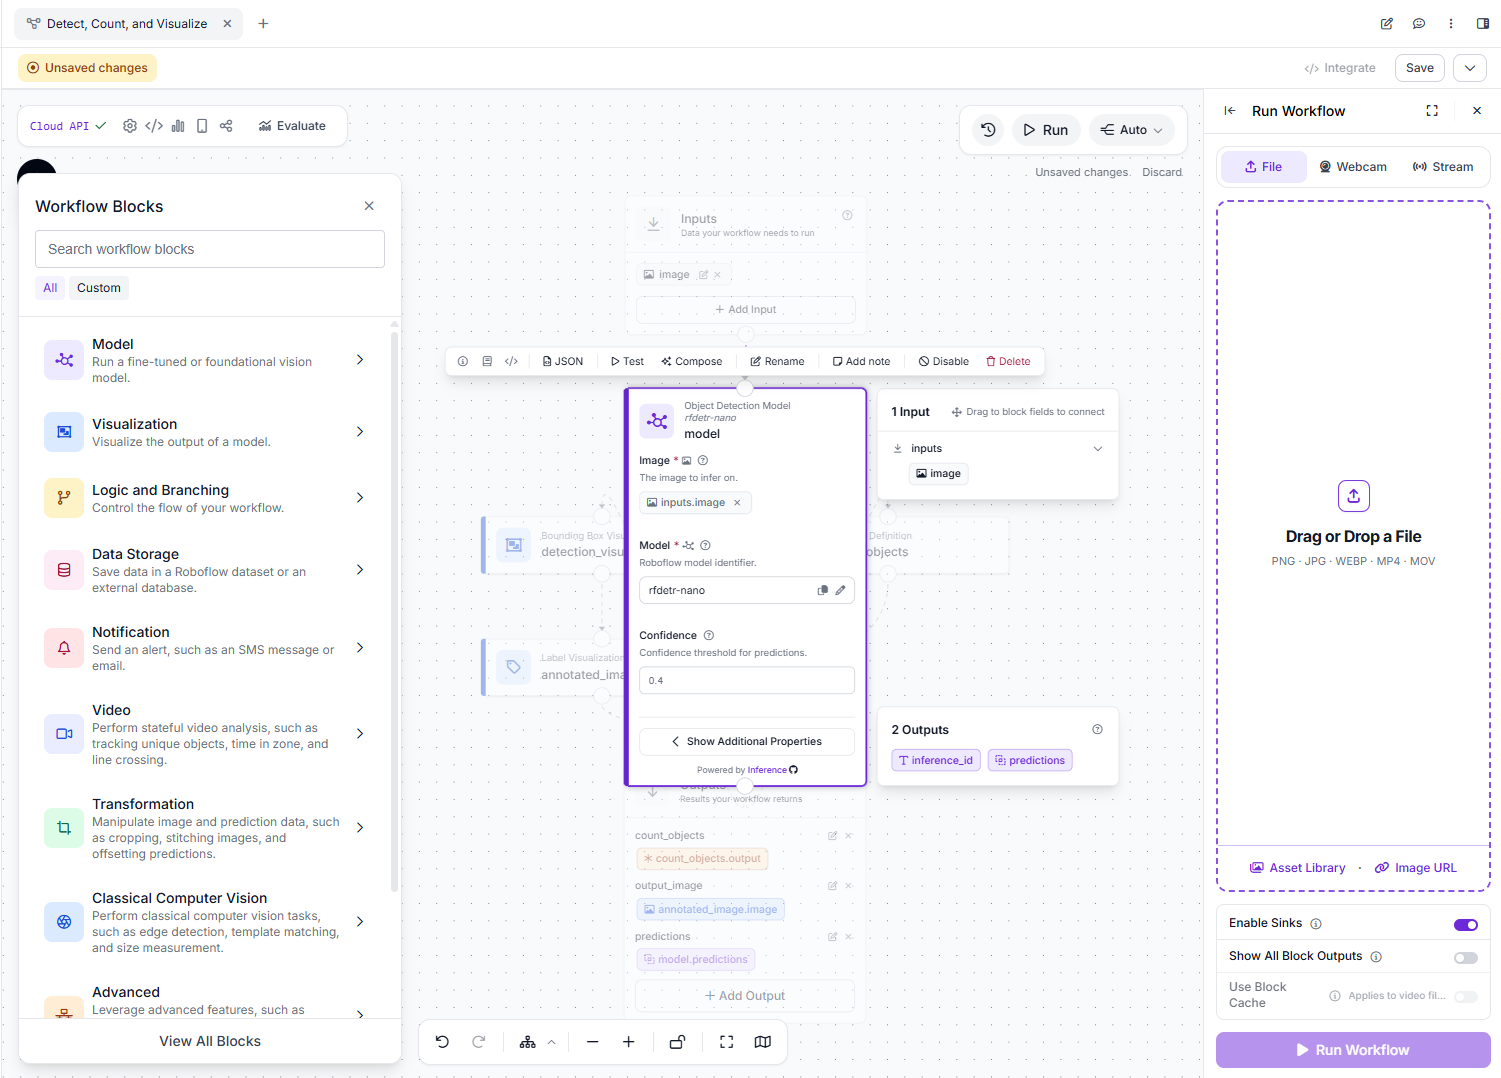 Detect, Count, and Visualize
Unsaved changes
Integrate
Save
Cloud API
Evaluate
Run
Auto
Unsaved changes.
Discard
Workflow Blocks
Search workflow blocks
All
Custom
Model
Run a fine-tuned or foundational vision
model.
Visualization
Visualize the output of a model.
Logic and Branching
Control the flow of your workflow.
Data Storage
Save data in a Roboflow dataset or an
external database.
Notification
Send an alert, such as an SMS message or
email.
Video
Perform stateful video analysis, such as
tracking unique objects, time in zone, and
line crossing.
Transformation
Manipulate image and prediction data, such
as cropping, stitching images, and
offsetting predictions.
Classical Computer Vision
Perform classical computer vision tasks,
such as edge detection, template matching,
and size measurement.
Advanced
Leverage advanced features, such as
View All Blocks
Inputs
Data your workflow needs to run
image
+ Add Input
JSON
Test
Compose
Rename
Add note
Disable
Delete
Object Detection Model
rfdetr-nano
model
Image *
The image to infer on.
inputs.image
Model *
Roboflow model identifier.
rfdetr-nano
Confidence
Confidence threshold for predictions.
0.4
Show Additional Properties
Powered by Inference
1 Input
Drag to block fields to connect
inputs
image
2 Outputs
inference_id
predictions
Bounding Box Visu
detection_visu
Definition
objects
Label Visualization
annotated_ima
Outputs
Results your workflow returns
count_objects
count_objects.output
output_image
annotated_image.image
predictions
model.predictions
+ Add Output
Run Workflow
File
Webcam
Stream
Drag or Drop a File
PNG · JPG · WEBP · MP4 · MOV
Asset Library · Image URL
Enable Sinks
Show All Block Outputs
Use Block
Cache
Applies to video fil...
Run Workflow